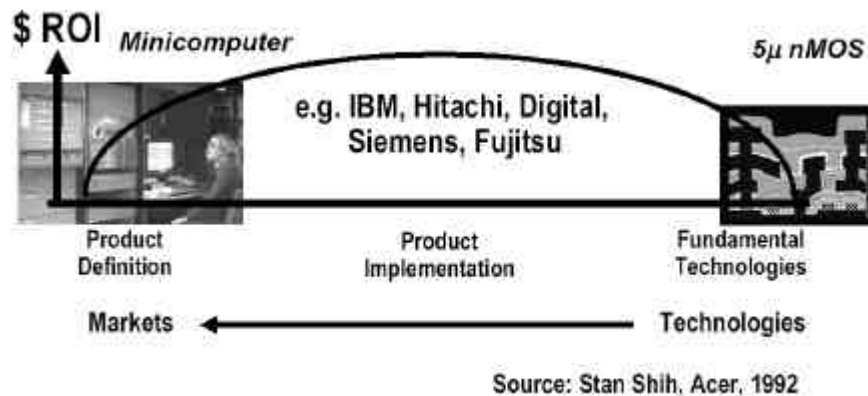 $ ROI
Minicomputer
5μ nMOS
e.g. IBM, Hitachi, Digital,
Siemens, Fujitsu
Product
Definition
Product
Implementation
Fundamental
Technologies
Markets
Technologies
Source: Stan Shih, Acer, 1992